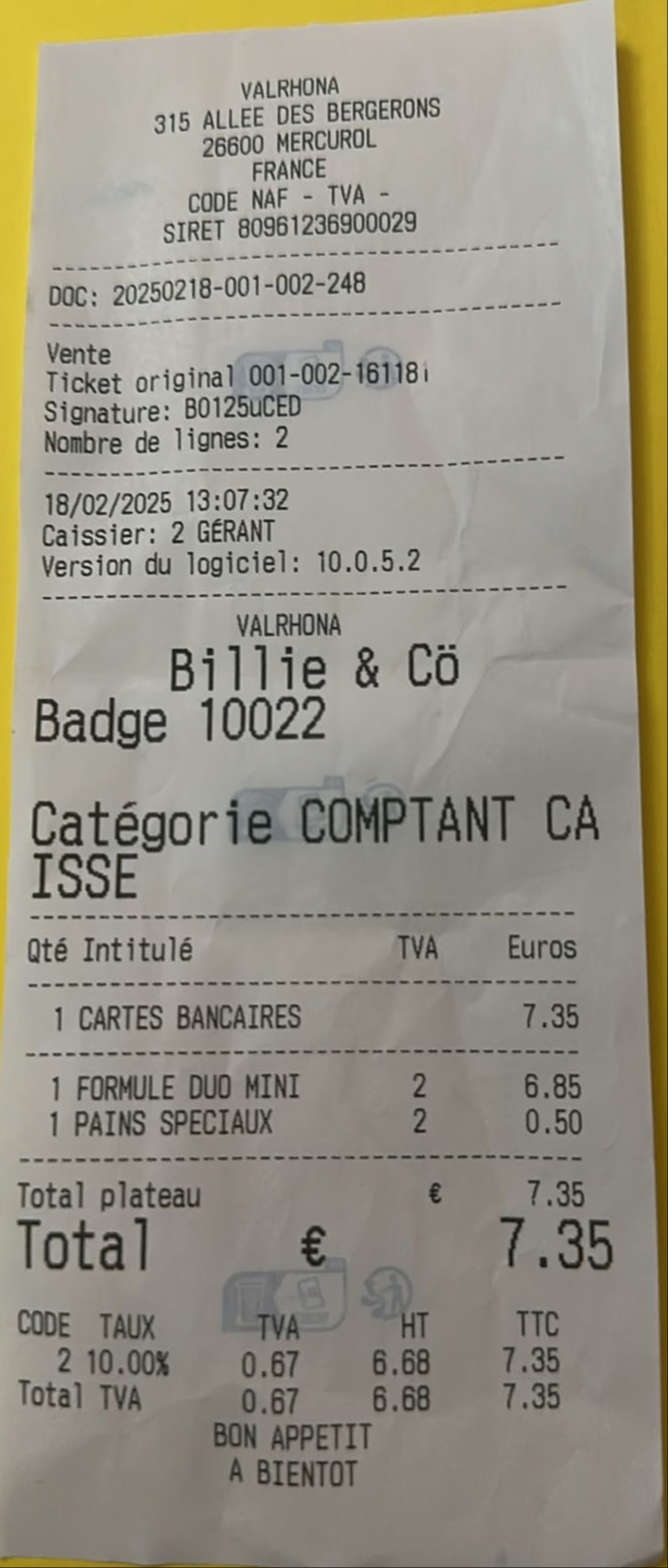 VALRHONA
315 ALLEE DES BERGERONS
26600 MERCUROL
FRANCE
CODE NAF - TVA -
SIRET 80961236900029
DOC: 20250218-001-002-248
Vente
Ticket original 001-002-16118i
Signature: B0125uCED
Nombre de lignes: 2
18/02/2025 13:07:32
Caissier: 2 GÉRANT
Version du logiciel: 10.0.5.2
VALRHONA
Billie & Cö
Badge 10022
Catégorie COMPTANT CA
ISSE
Qté Intitulé TVA Euros
1 CARTES BANCAIRES 7.35
1 FORMULE DUO MINI 2 6.85
1 PAINS SPECIAUX 2 0.50
Total plateau € 7.35
Total € 7.35
CODE TAUX TVA HT TTC
2 10.00% 0.67 6.68 7.35
Total TVA 0.67 6.68 7.35
BON APPETIT
A BIENTOT